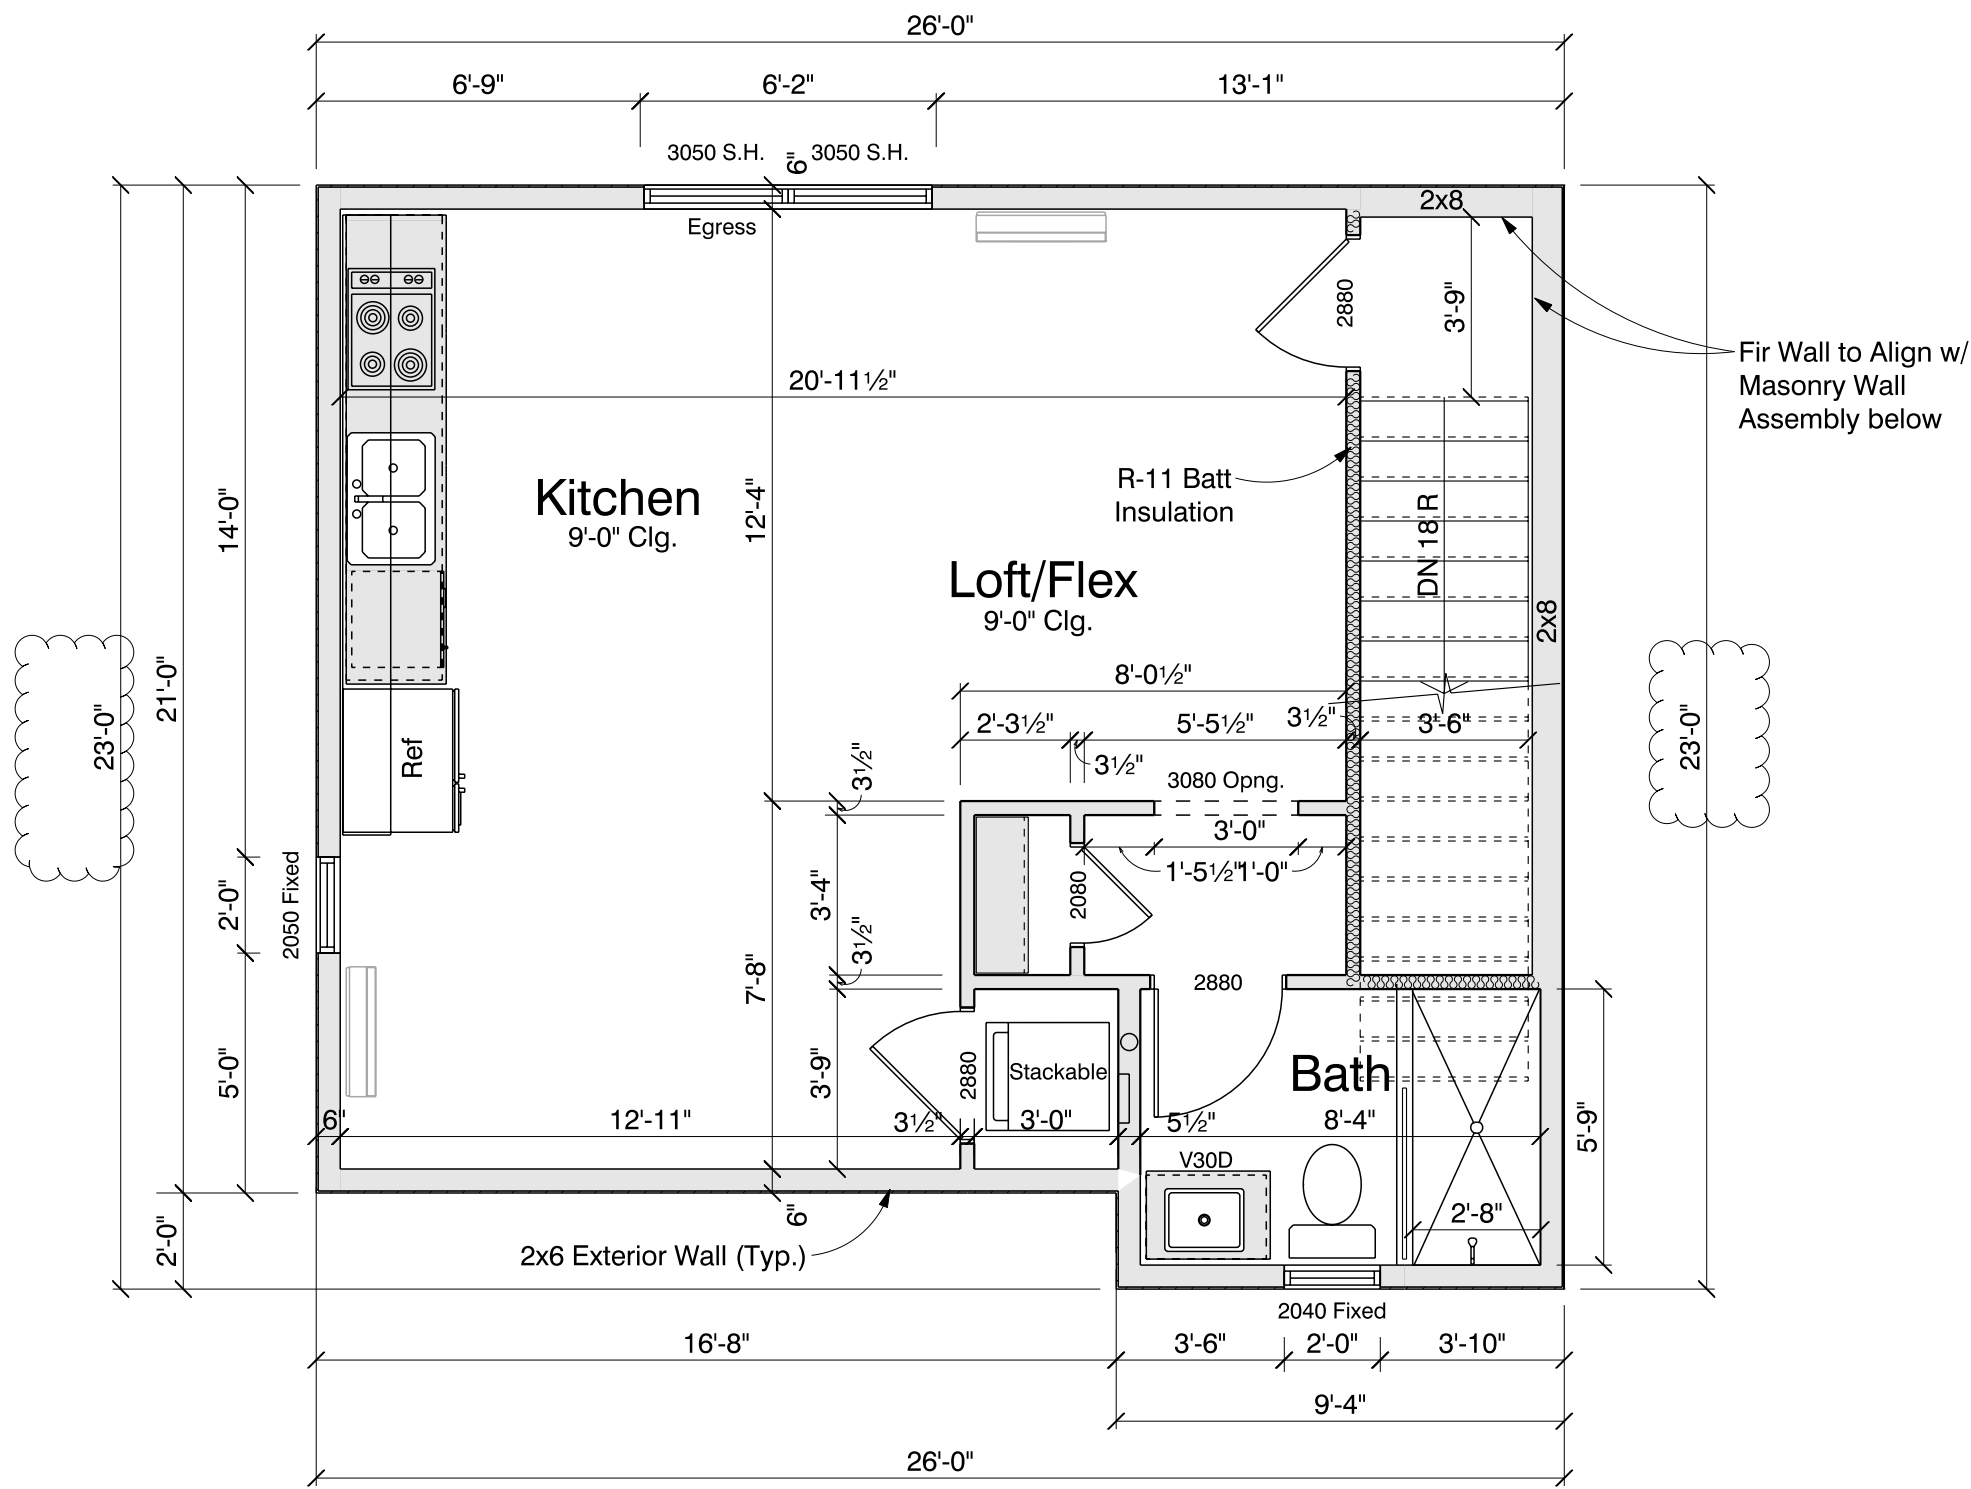 26'-0"
6'-9"
6'-2"
13'-1"
3050 S.H.
6"
3050 S.H.
Egress
2x8
2880
3'-9"
Fir Wall to Align w/
Masonry Wall
Assembly below
20'-11½"
Kitchen
9'-0" Clg.
12'-4"
14'-0"
R-11 Batt
Insulation
DN 18 R
Loft/Flex
9'-0" Clg.
2x8
21'-0"
23'-0"
23'-0"
8'-0½"
2'-3½"
5'-5½"
3½"
3'-6"
3½"
Ref
3½"
3080 Opng.
3'-0"
1'-5½"
1'-0"
2080
3'-4"
2'-0"
2050 Fixed
3½"
7'-8"
2880
5'-0"
3'-9"
2880
Stackable
Bath
6"
12'-11"
3½"
3'-0"
5½"
8'-4"
5'-9"
V30D
2'-8"
6"
2'-0"
2x6 Exterior Wall (Typ.)
2040 Fixed
16'-8"
3'-6"
2'-0"
3'-10"
9'-4"
26'-0"